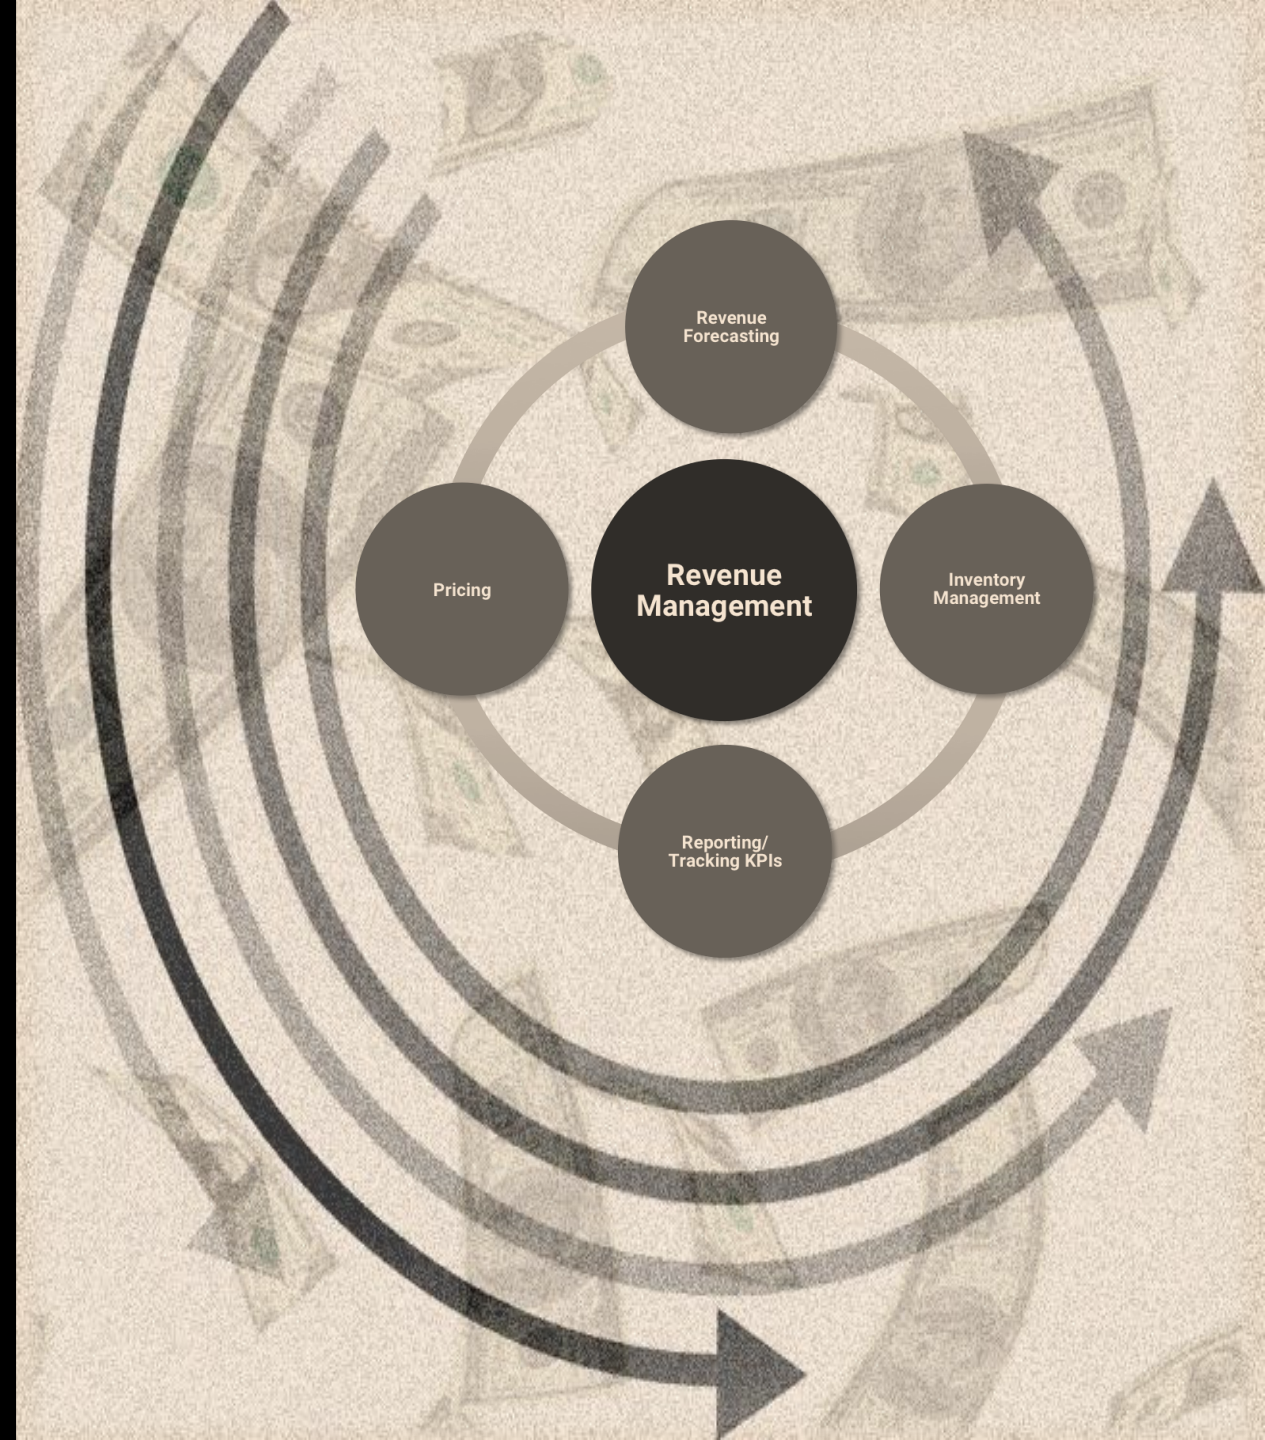 Revenue
Forecasting
Pricing
Revenue
Management
Inventory
Management
Reporting/
Tracking KPIs